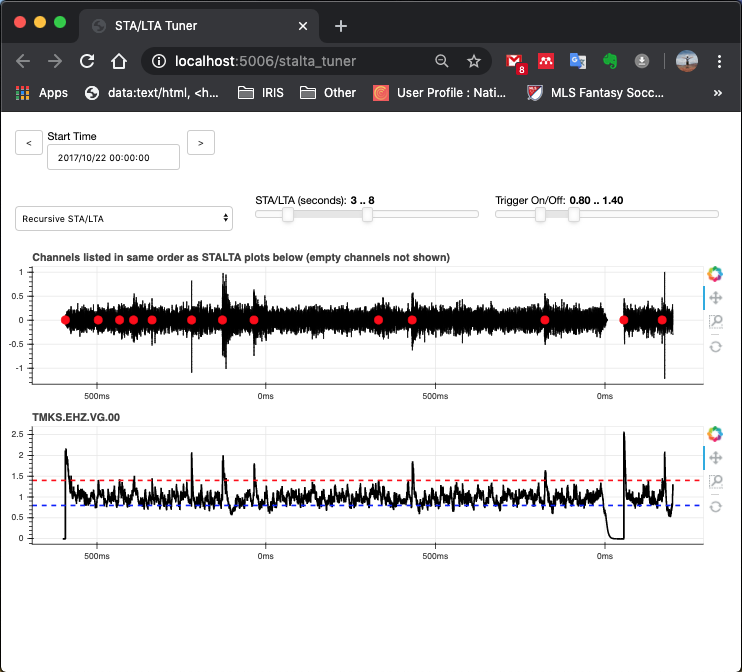 STA/LTA Tuner
localhost:5006/stalta_tuner
8
Apps
data:text/html, <h...
IRIS
Other
User Profile : Nati...
MLS Fantasy Socc...
»
<
Start Time
2017/10/22 00:00:00
>
Recursive STA/LTA
STA/LTA (seconds): 3 .. 8
Trigger On/Off: 0.80 .. 1.40
Channels listed in same order as STALTA plots below (empty channels not shown)
1
0.5
0
-0.5
-1
500ms 0ms 500ms 0ms
TMKS.EHZ.VG.00
2.5
2
1.5
1
0.5
0
500ms 0ms 500ms 0ms